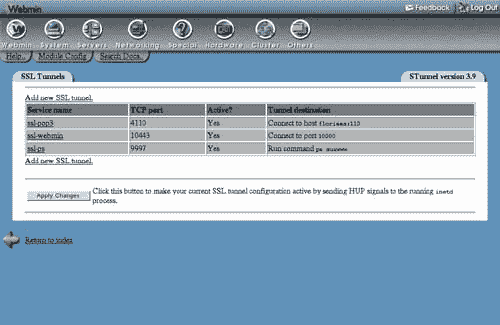 Webmin
Feedback Log Out
Webmin System Servers Networking Special Hardware Cluster Others
Help.. Module Config Search Docs..
SSL Tunnels STunnel version 3.9
Add new SSL tunnel.
Service name TCP port Active? Tunnel destination
ssl-pop3 4110 Yes Connect to host :110
ssl-webmin 10443 Yes Connect to port 10000
ssl-ps 9997 Yes Run command ps
Add new SSL tunnel.
Apply Changes Click this button to make your current SSL tunnel configuration active by sending HUP signals to the running inetd
process.
Return to index